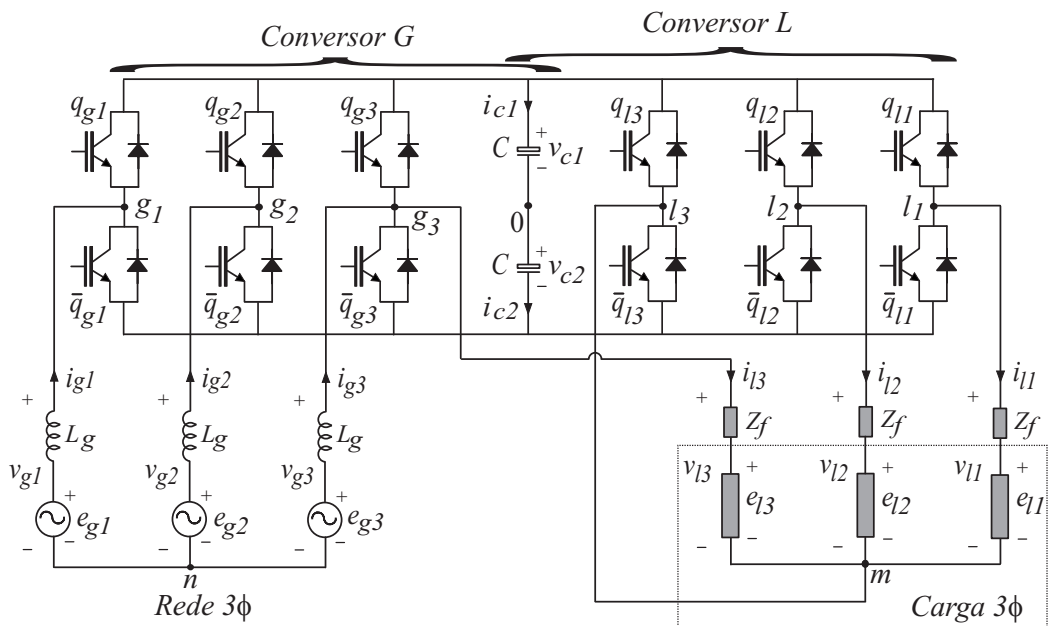 Conversor G
Conversor L
q_g1
q_g2
q_g3
i_c1
+
C
v_c1
−
q_l3
q_l2
q_l1
g_1
g_2
g_3
0
l_3
l_2
l_1
q̅_g1
q̅_g2
q̅_g3
C
+
v_c2
−
i_c2
q̅_l3
q̅_l2
q̅_l1
i_g1
i_g2
i_g3
i_l3
i_l2
i_l1
+
+
+
+
+
+
L_g
L_g
L_g
Z_f
Z_f
Z_f
v_g1
v_g2
v_g3
v_l3
v_l2
v_l1
+
+
+
+
+
+
e_g1
e_g2
e_g3
e_l3
e_l2
e_l1
− −
− −
− −
− −
− −
− −
n
m
Rede 3ϕ
Carga 3ϕ